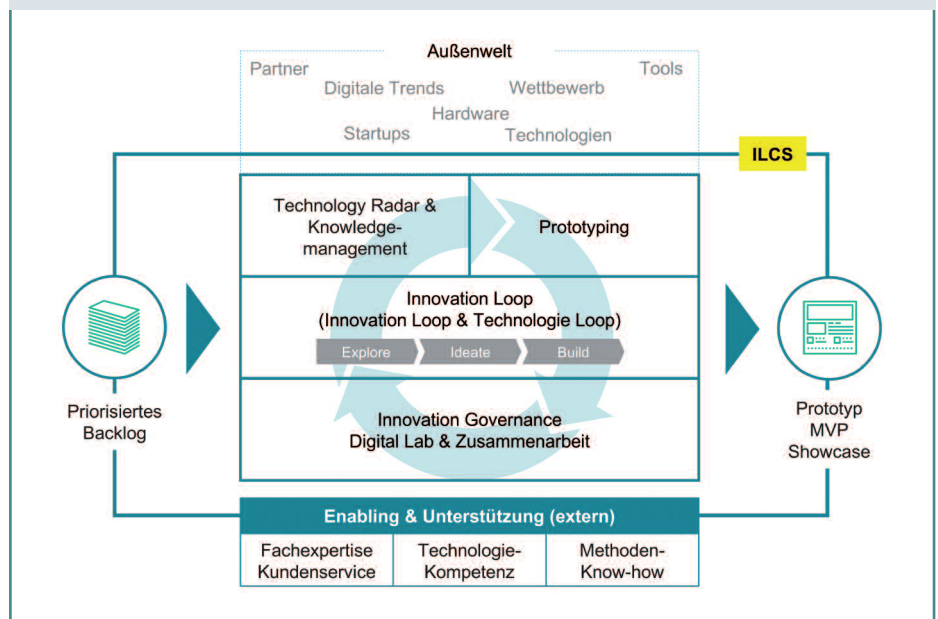 Außenwelt
Partner
Tools
Digitale Trends
Wettbewerb
Hardware
Startups
Technologien
ILCS
Technology Radar &
Knowledge-
management
Prototyping
Innovation Loop
(Innovation Loop & Technologie Loop)
Explore
Ideate
Build
Priorisiertes
Backlog
Innovation Governance
Digital Lab & Zusammenarbeit
Prototyp
MVP
Showcase
Enabling & Unterstützung (extern)
Fachexpertise
Kundenservice
Technologie-
Kompetenz
Methoden-
Know-how